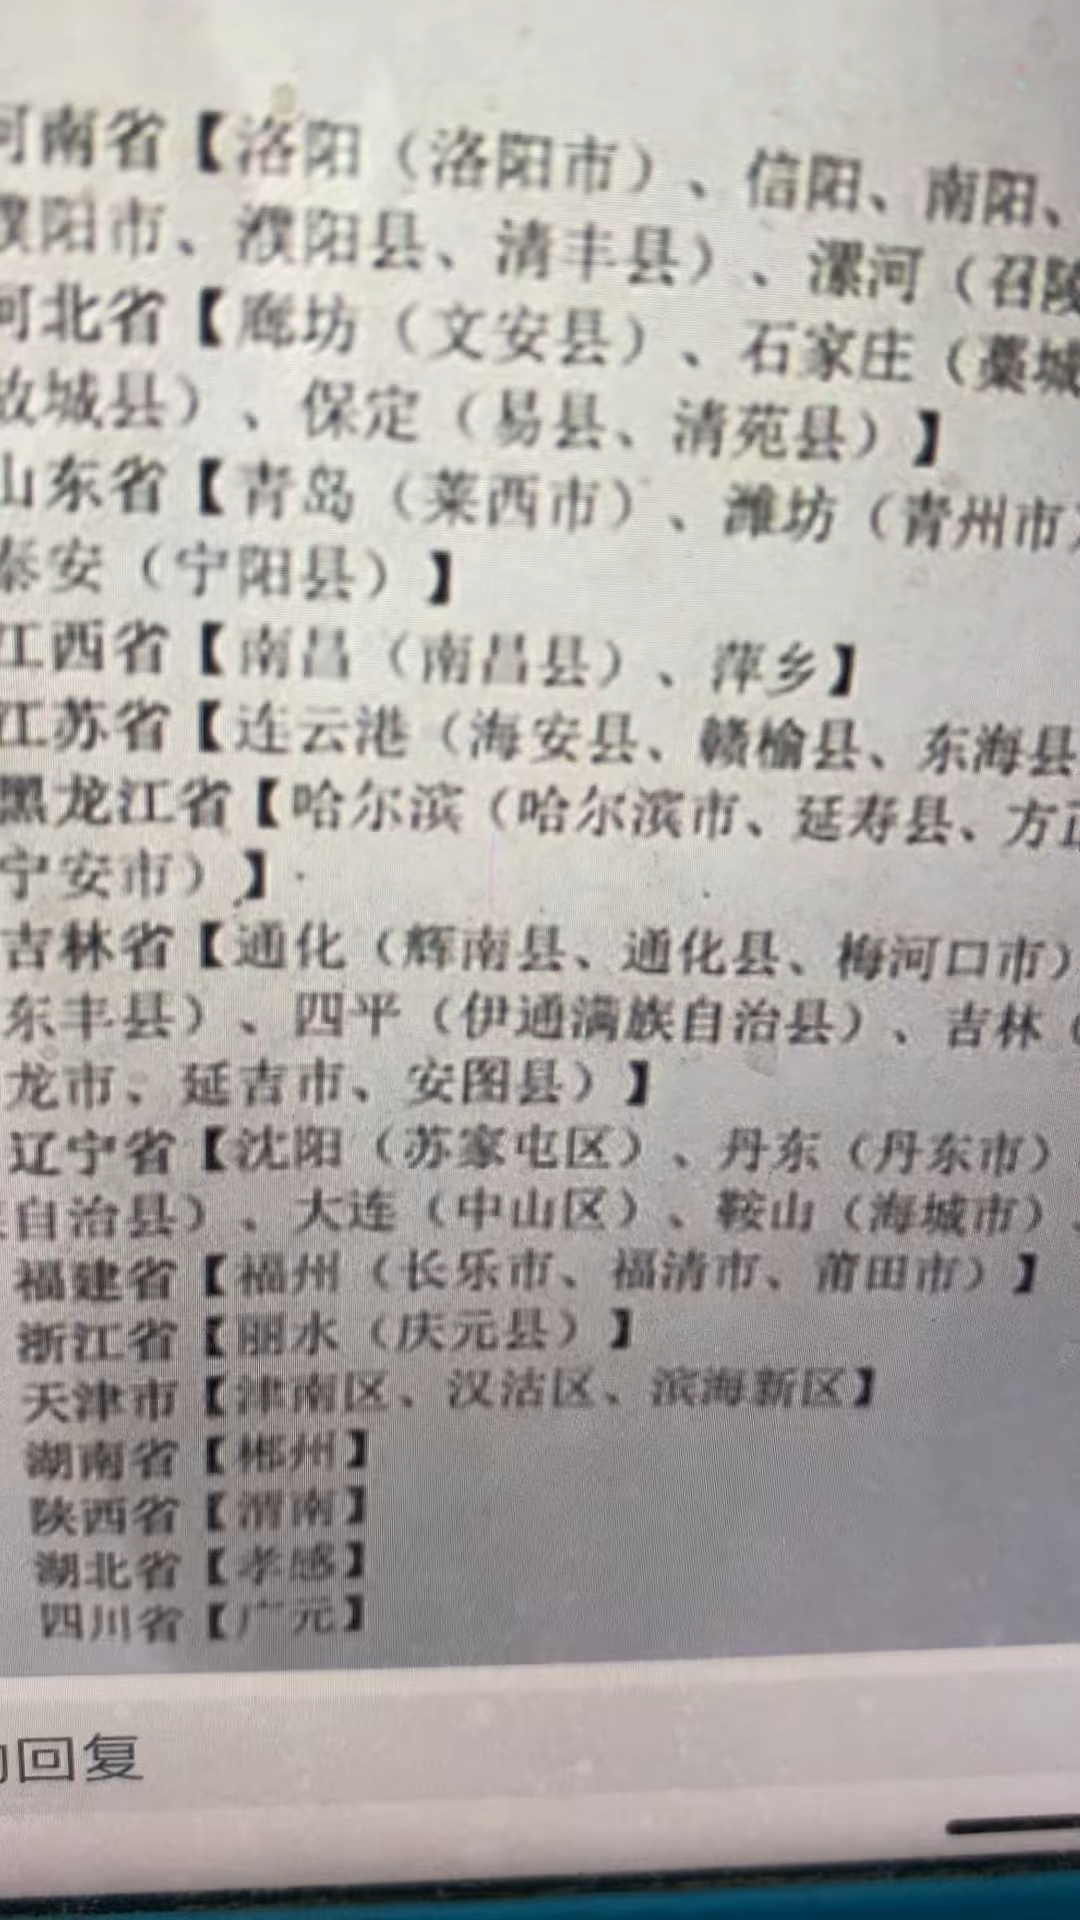 河南省【洛阳（洛阳市）、信阳、南阳、
濮阳市、濮阳县、清丰县）、漯河（召陵
河北省【廊坊（文安县）、石家庄（藁城
故城县）、保定（易县、清苑县）】
山东省【青岛（莱西市）、潍坊（青州市）
泰安（宁阳县）】
江西省【南昌（南昌县）、萍乡】
江苏省【连云港（海安县、赣榆县、东海县
黑龙江省【哈尔滨（哈尔滨市、延寿县、方正
宁安市）】
吉林省【通化（辉南县、通化县、梅河口市）
东丰县）、四平（伊通满族自治县）、吉林（
龙市、延吉市、安图县）】
辽宁省【沈阳（苏家屯区）、丹东（丹东市）
自治县）、大连（中山区）、鞍山（海城市）、
福建省【福州（长乐市、福清市、莆田市）】
浙江省【丽水（庆元县）】
天津市【津南区、汉沽区、滨海新区】
湖南省【郴州】
陕西省【渭南】
湖北省【孝感】
四川省【广元】
回复